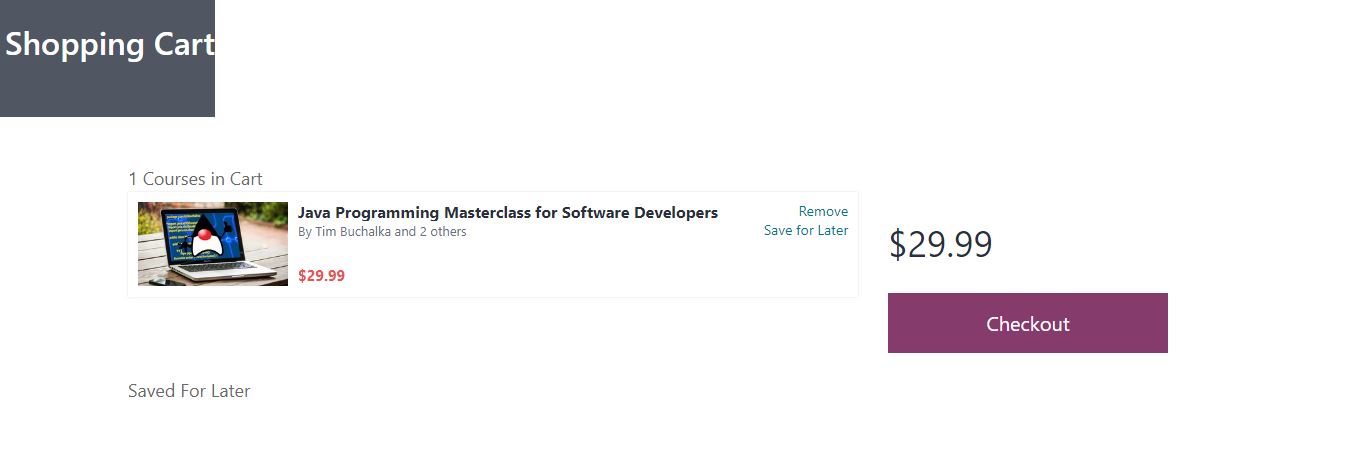 Shopping Cart
1 Courses in Cart
Java Programming Masterclass for Software Developers
By Tim Buchalka and 2 others
$29.99
Remove
Save for Later
$29.99
Checkout
Saved For Later